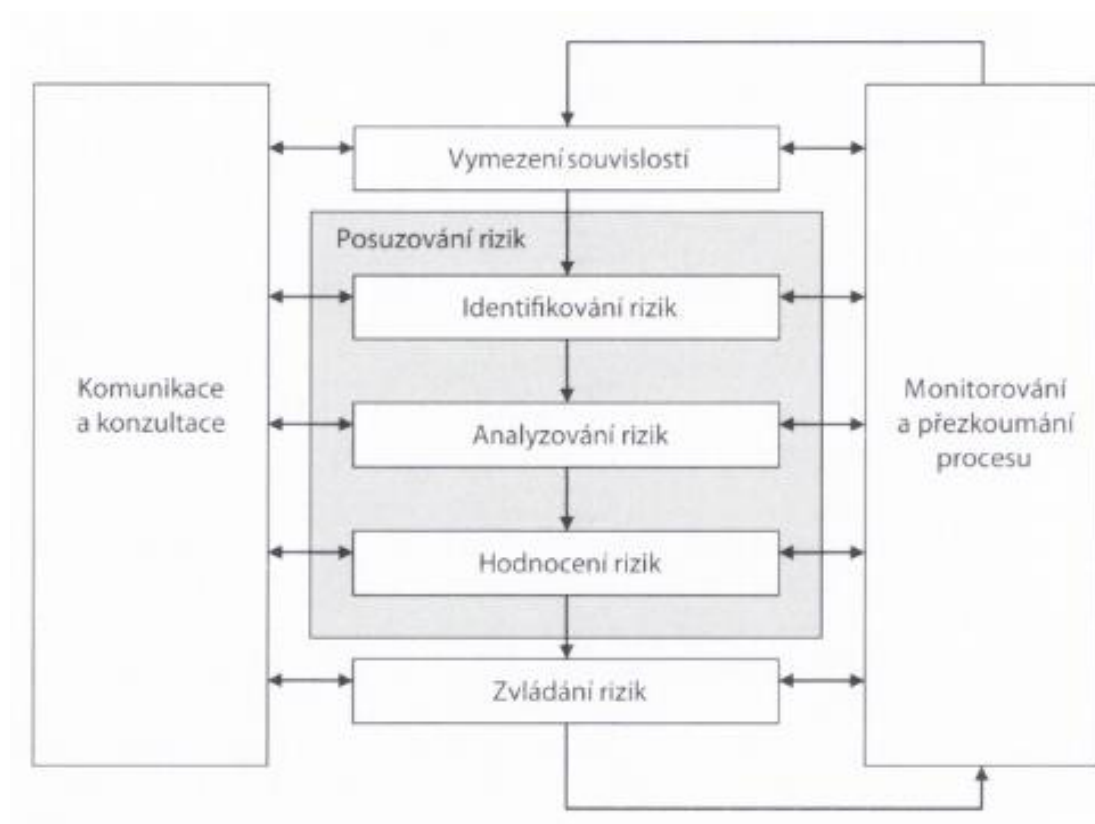 Vymezení souvislostí
Posuzování rizik
Identifikování rizik
Komunikace
a konzultace
Analyzování rizik
Monitorování
a přezkoumání
procesu
Hodnocení rizik
Zvládání rizik